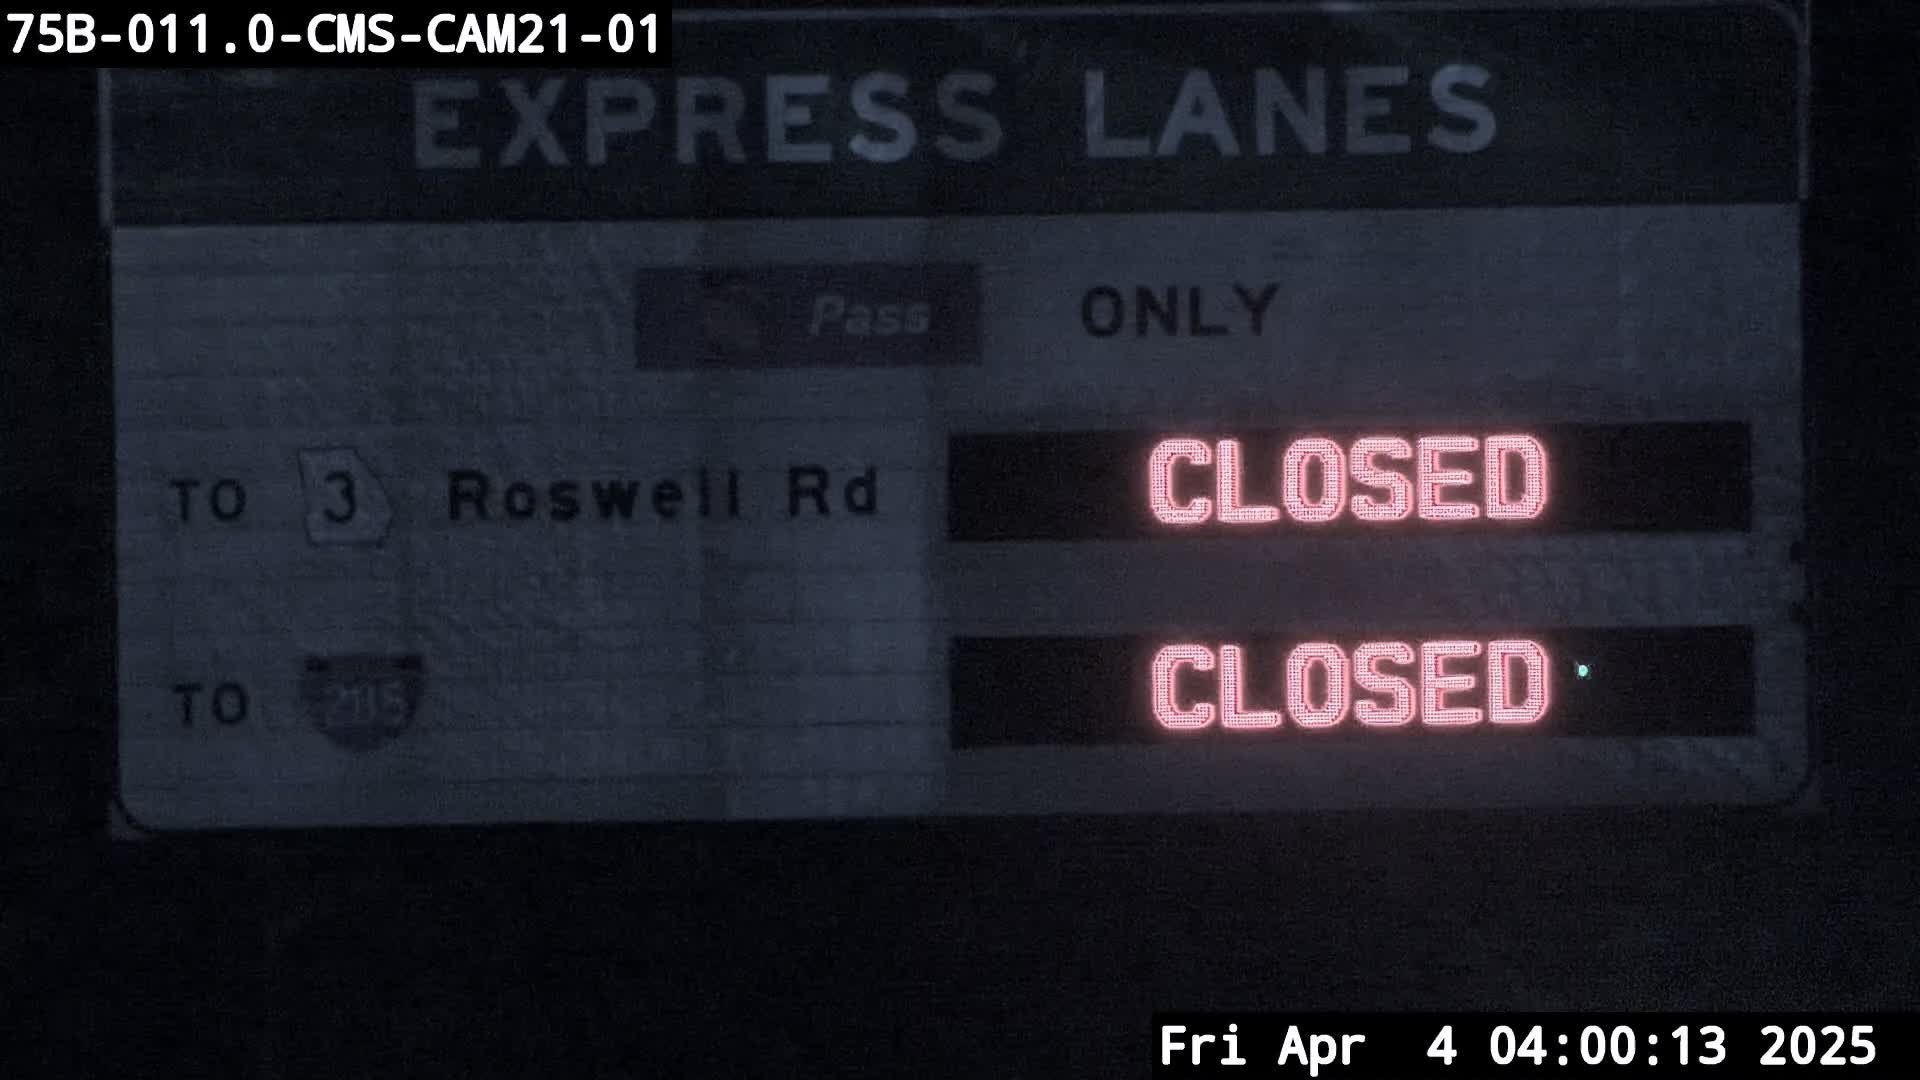 75B-011.0-CMS-CAM21-01
EXPRESS LANES
Pass ONLY
TO 3 Roswell Rd CLOSED
TO CLOSED
Fri Apr 4 04:00:13 2025